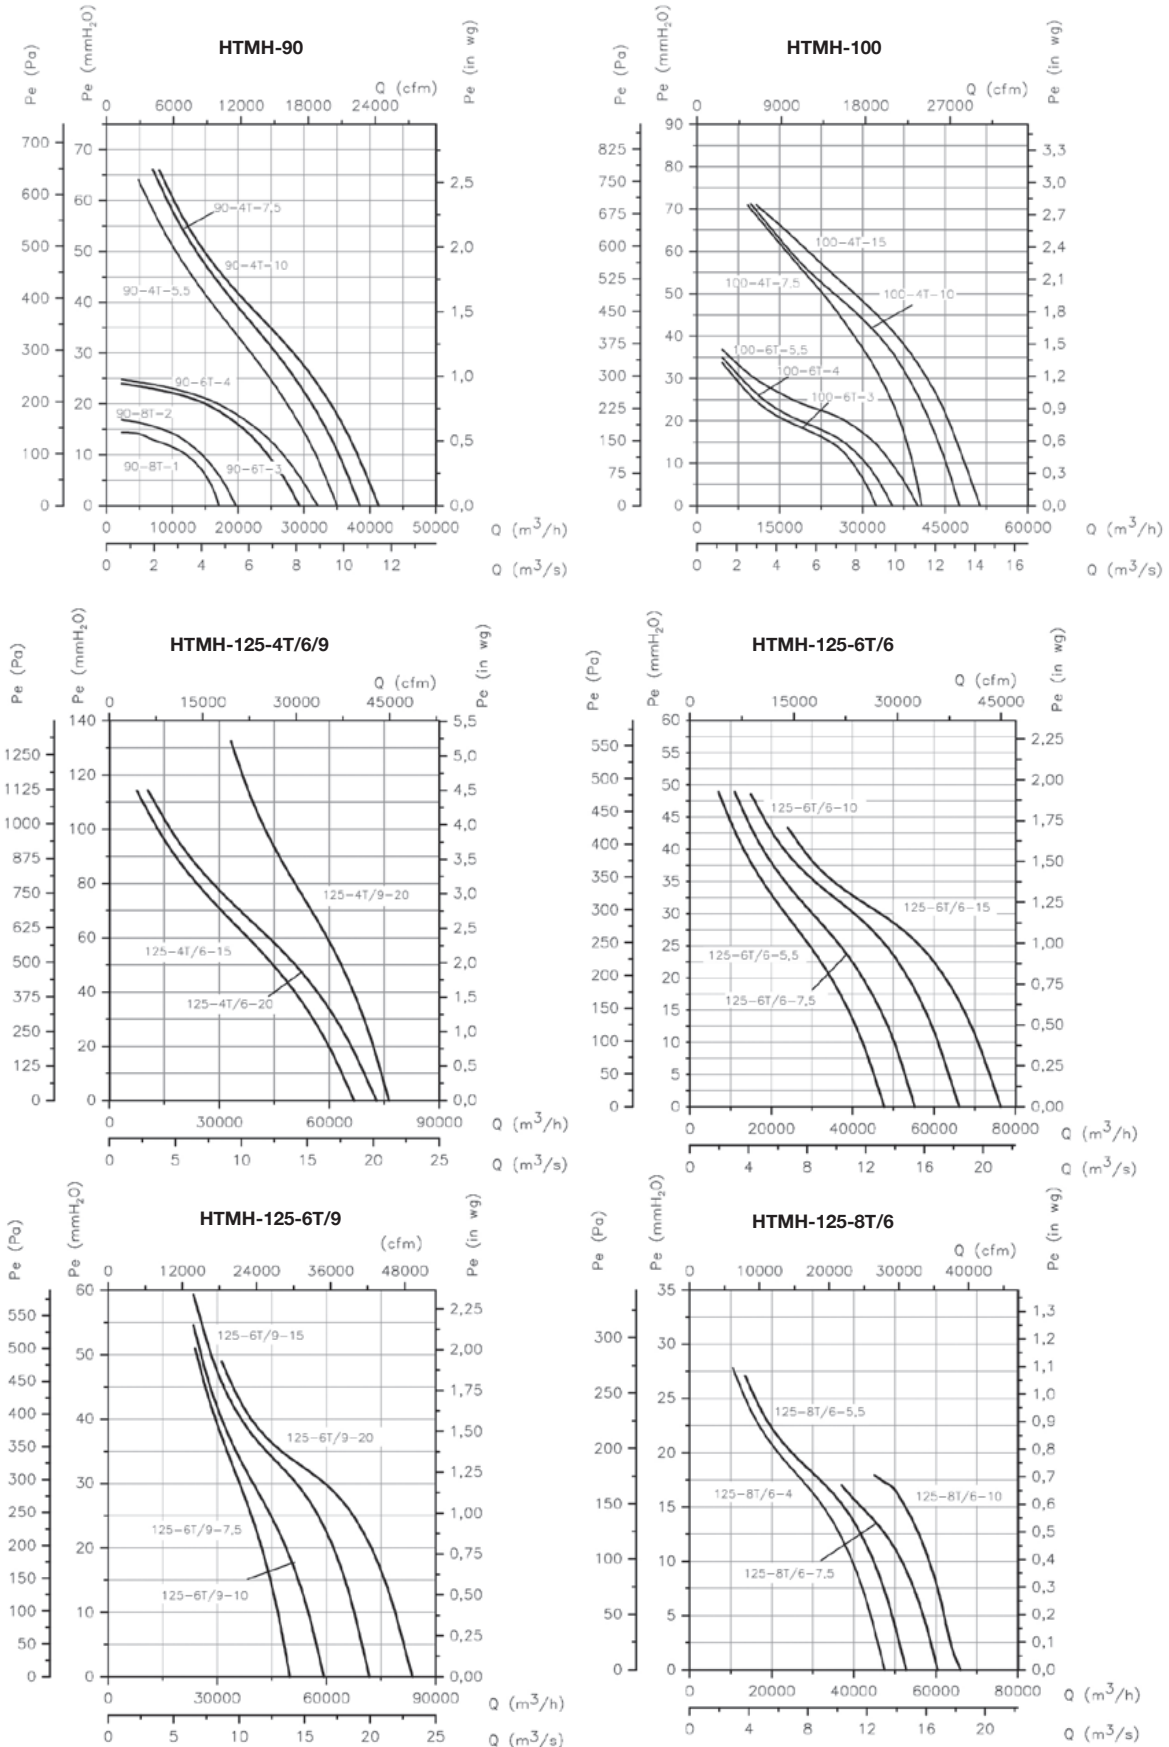 HTMH-90
Pe (Pa)
Pe (mmH2O)
Pe (in wg)
Q (cfm)
0 6000 12000 18000 24000
700 600 500 400 300 200 100 0
70 60 50 40 30 20 10 0
2,5 2,0 1,5 1,0 0,5 0,0
90-4T-7,5
90-4T-10
90-4T-5,5
90-6T-4
90-8T-2
90-8T-1
90-6T-3
0 10000 20000 30000 40000 50000 Q (m³/h)
0 2 4 6 8 10 12 Q (m³/s)
HTMH-100
Pe (Pa)
Pe (mmH2O)
Pe (in wg)
Q (cfm)
0 9000 18000 27000
825 750 675 600 525 450 375 300 225 150 75 0
90 80 70 60 50 40 30 20 10 0
3,3 3,0 2,7 2,4 2,1 1,8 1,5 1,2 0,9 0,6 0,3 0,0
100-4T-15
100-4T-7,5
100-4T-10
100-6T-5,5
100-6T-4
100-6T-3
0 15000 30000 45000 60000 Q (m³/h)
0 2 4 6 8 10 12 14 16 Q (m³/s)
HTMH-125-4T/6/9
Pe (Pa)
Pe (mmH2O)
Pe (in wg)
Q (cfm)
0 15000 30000 45000
1250 1125 1000 875 750 625 500 375 250 125 0
140 120 100 80 60 40 20 0
5,5 5,0 4,5 4,0 3,5 3,0 2,5 2,0 1,5 1,0 0,5 0,0
125-4T/9-20
125-4T/6-15
125-4T/6-20
0 30000 60000 90000 Q (m³/h)
0 5 10 15 20 25 Q (m³/s)
HTMH-125-6T/6
Pe (Pa)
Pe (mmH2O)
Pe (in wg)
Q (cfm)
0 15000 30000 45000
550 500 450 400 350 300 250 200 150 100 50 0
60 55 50 45 40 35 30 25 20 15 10 5 0
2,25 2,00 1,75 1,50 1,25 1,00 0,75 0,50 0,25 0,00
125-6T/6-10
125-6T/6-15
125-6T/6-5,5
125-6T/6-7,5
0 20000 40000 60000 80000 Q (m³/h)
0 4 8 12 16 20 Q (m³/s)
HTMH-125-6T/9
Pe (Pa)
Pe (mmH2O)
Pe (in wg)
(cfm)
0 12000 24000 36000 48000
550 500 450 400 350 300 250 200 150 100 50 0
60 50 40 30 20 10 0
2,25 2,00 1,75 1,50 1,25 1,00 0,75 0,50 0,25 0,00
125-6T/9-15
125-6T/9-20
125-6T/9-7,5
125-6T/9-10
0 30000 60000 90000 Q (m³/h)
0 5 10 15 20 25 Q (m³/s)
HTMH-125-8T/6
Pe (Pa)
Pe (mmH2O)
Pe (in wg)
Q (cfm)
0 10000 20000 30000 40000
300 250 200 150 100 50 0
35 30 25 20 15 10 5 0
1,3 1,2 1,1 1,0 0,9 0,8 0,7 0,6 0,5 0,4 0,3 0,2 0,1 0,0
125-8T/6-5,5
125-8T/6-4
125-8T/6-10
125-8T/6-7,5
0 20000 40000 60000 80000 Q (m³/h)
0 4 8 12 16 20 Q (m³/s)